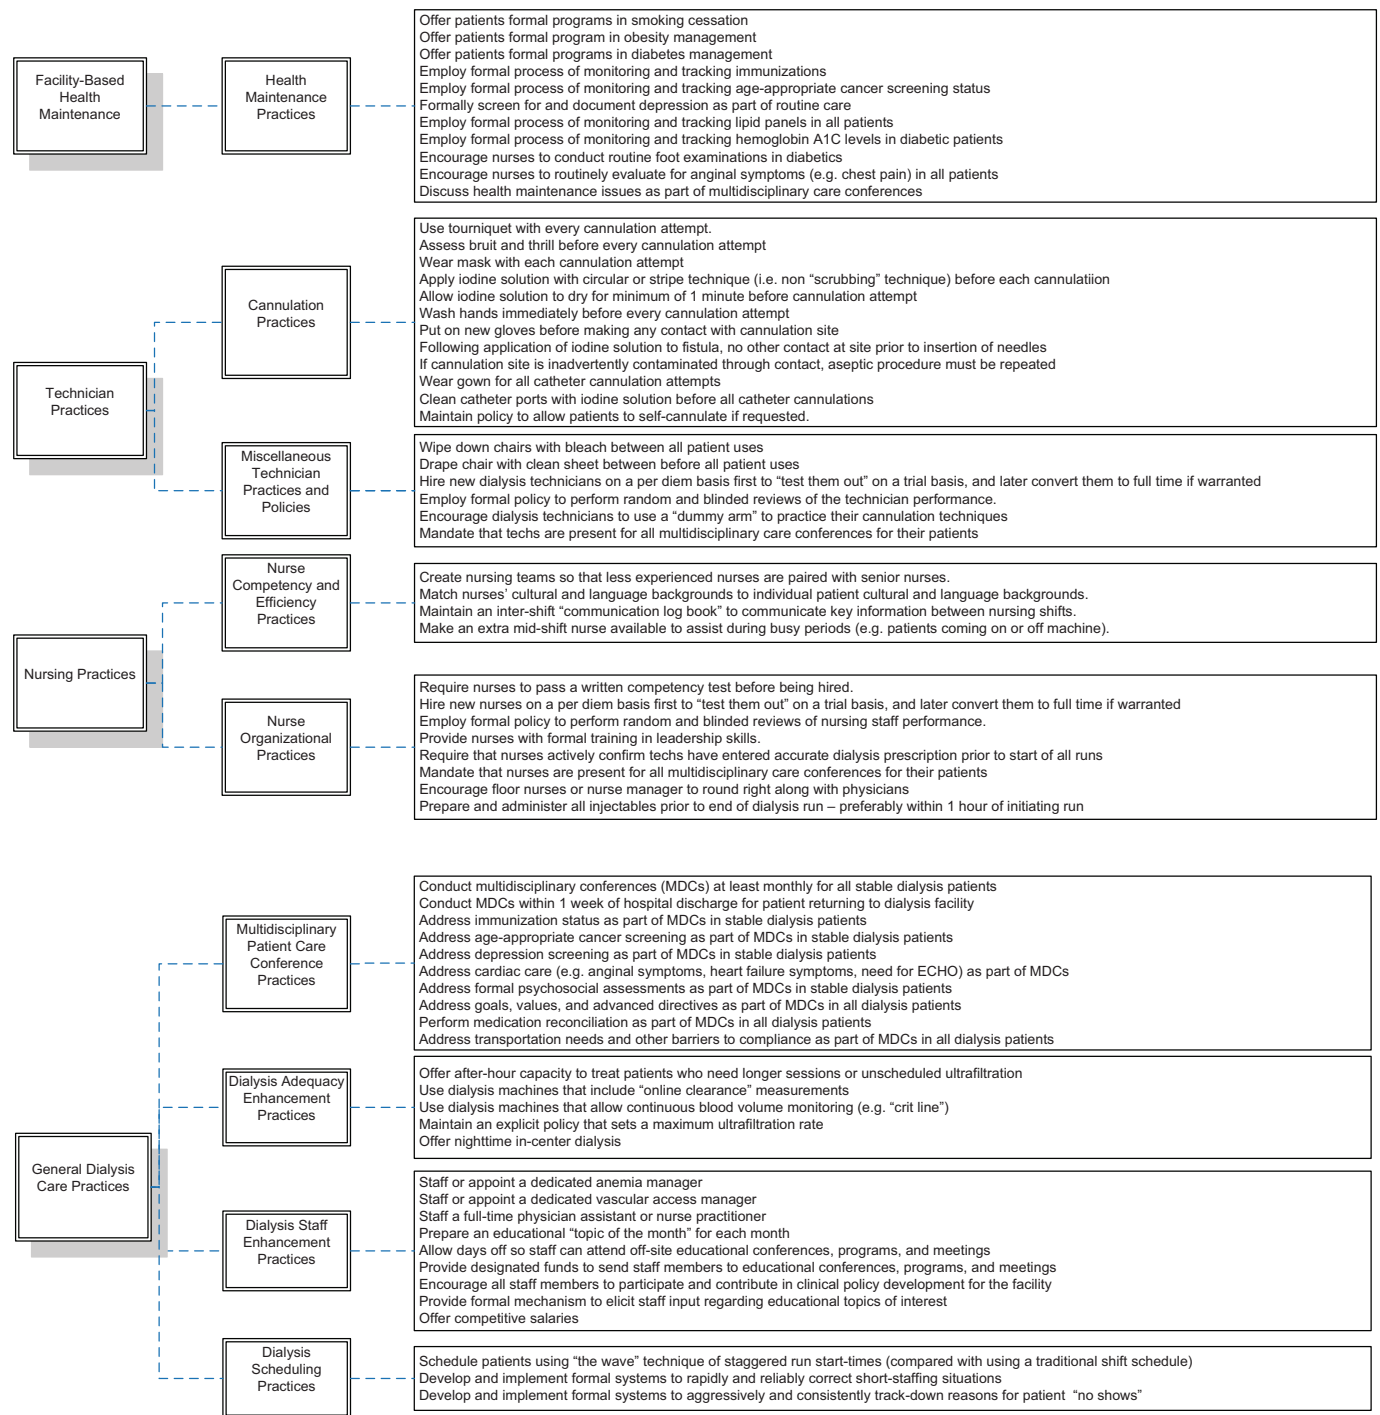 Facility-Based
Health
Maintenance
Health
Maintenance
Practices
Offer patients formal programs in smoking cessation
Offer patients formal program in obesity management
Offer patients formal programs in diabetes management
Employ formal process of monitoring and tracking immunizations
Employ formal process of monitoring and tracking age-appropriate cancer screening status
Formally screen for and document depression as part of routine care
Employ formal process of monitoring and tracking lipid panels in all patients
Employ formal process of monitoring and tracking hemoglobin A1C levels in diabetic patients
Encourage nurses to conduct routine foot examinations in diabetics
Encourage nurses to routinely evaluate for anginal symptoms (e.g. chest pain) in all patients
Discuss health maintenance issues as part of multidisciplinary care conferences
Technician
Practices
Cannulation
Practices
Use tourniquet with every cannulation attempt.
Assess bruit and thrill before every cannulation attempt
Wear mask with each cannulation attempt
Apply iodine solution with circular or stripe technique (i.e. non “scrubbing” technique) before each cannulatiion
Allow iodine solution to dry for minimum of 1 minute before cannulation attempt
Wash hands immediately before every cannulation attempt
Put on new gloves before making any contact with cannulation site
Following application of iodine solution to fistula, no other contact at site prior to insertion of needles
If cannulation site is inadvertently contaminated through contact, aseptic procedure must be repeated
Wear gown for all catheter cannulation attempts
Clean catheter ports with iodine solution before all catheter cannulations
Maintain policy to allow patients to self-cannulate if requested.
Miscellaneous
Technician
Practices and
Policies
Wipe down chairs with bleach between all patient uses
Drape chair with clean sheet between before all patient uses
Hire new dialysis technicians on a per diem basis first to “test them out” on a trial basis, and later convert them to full time if warranted
Employ formal policy to perform random and blinded reviews of the technician performance.
Encourage dialysis technicians to use a “dummy arm” to practice their cannulation techniques
Mandate that techs are present for all multidisciplinary care conferences for their patients
Nursing Practices
Nurse
Competency and
Efficiency
Practices
Create nursing teams so that less experienced nurses are paired with senior nurses.
Match nurses’ cultural and language backgrounds to individual patient cultural and language backgrounds.
Maintain an inter-shift “communication log book” to communicate key information between nursing shifts.
Make an extra mid-shift nurse available to assist during busy periods (e.g. patients coming on or off machine).
Nurse
Organizational
Practices
Require nurses to pass a written competency test before being hired.
Hire new nurses on a per diem basis first to “test them out” on a trial basis, and later convert them to full time if warranted
Employ formal policy to perform random and blinded reviews of nursing staff performance.
Provide nurses with formal training in leadership skills.
Require that nurses actively confirm techs have entered accurate dialysis prescription prior to start of all runs
Mandate that nurses are present for all multidisciplinary care conferences for their patients
Encourage floor nurses or nurse manager to round right along with physicians
Prepare and administer all injectables prior to end of dialysis run – preferably within 1 hour of initiating run
General Dialysis
Care Practices
Multidisciplinary
Patient Care
Conference
Practices
Conduct multidisciplinary conferences (MDCs) at least monthly for all stable dialysis patients
Conduct MDCs within 1 week of hospital discharge for patient returning to dialysis facility
Address immunization status as part of MDCs in stable dialysis patients
Address age-appropriate cancer screening as part of MDCs in stable dialysis patients
Address depression screening as part of MDCs in stable dialysis patients
Address cardiac care (e.g. anginal symptoms, heart failure symptoms, need for ECHO) as part of MDCs
Address formal psychosocial assessments as part of MDCs in stable dialysis patients
Address goals, values, and advanced directives as part of MDCs in all dialysis patients
Perform medication reconciliation as part of MDCs in all dialysis patients
Address transportation needs and other barriers to compliance as part of MDCs in all dialysis patients
Dialysis Adequacy
Enhancement
Practices
Offer after-hour capacity to treat patients who need longer sessions or unscheduled ultrafiltration
Use dialysis machines that include “online clearance” measurements
Use dialysis machines that allow continuous blood volume monitoring (e.g. “crit line”)
Maintain an explicit policy that sets a maximum ultrafiltration rate
Offer nighttime in-center dialysis
Dialysis Staff
Enhancement
Practices
Staff or appoint a dedicated anemia manager
Staff or appoint a dedicated vascular access manager
Staff a full-time physician assistant or nurse practitioner
Prepare an educational “topic of the month” for each month
Allow days off so staff can attend off-site educational conferences, programs, and meetings
Provide designated funds to send staff members to educational conferences, programs, and meetings
Encourage all staff members to participate and contribute in clinical policy development for the facility
Provide formal mechanism to elicit staff input regarding educational topics of interest
Offer competitive salaries
Dialysis
Scheduling
Practices
Schedule patients using “the wave” technique of staggered run start-times (compared with using a traditional shift schedule)
Develop and implement formal systems to rapidly and reliably correct short-staffing situations
Develop and implement formal systems to aggressively and consistently track-down reasons for patient “no shows”